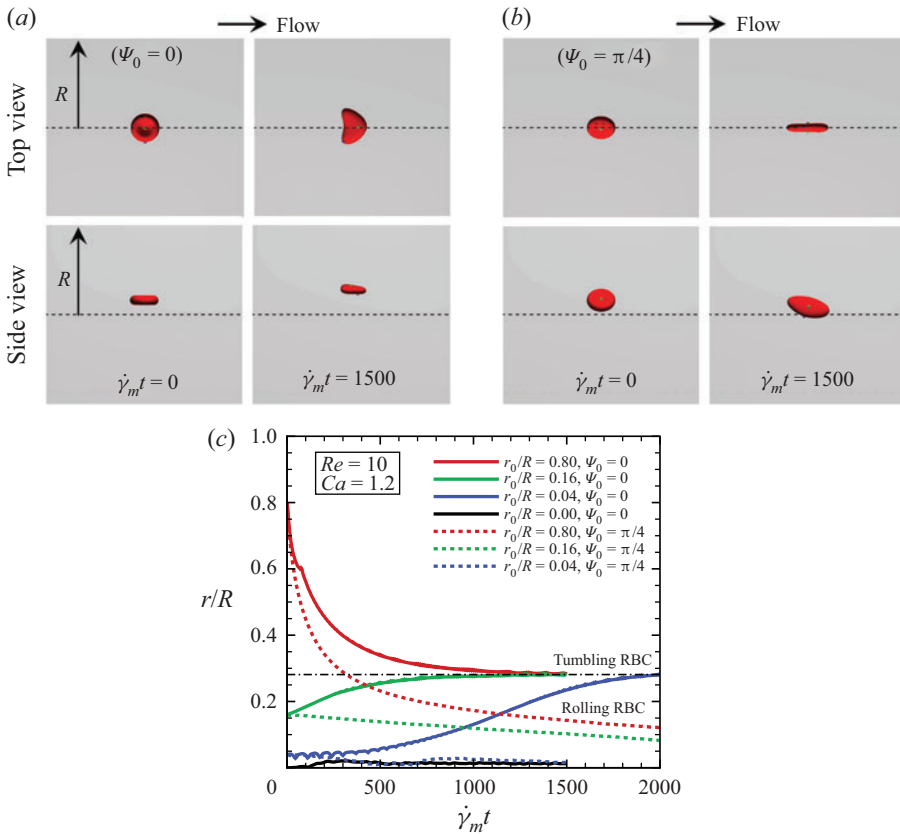 (a)
Flow
(Ψ₀ = 0)
R
Top view
R
Side view
γ̇ₘt = 0
γ̇ₘt = 1500
(b)
Flow
(Ψ₀ = π/4)
γ̇ₘt = 0
γ̇ₘt = 1500
(c)
1.0
0.8
0.6
0.4
0.2
0
r/R
Re = 10
Ca = 1.2
r₀/R = 0.80, Ψ₀ = 0
r₀/R = 0.16, Ψ₀ = 0
r₀/R = 0.04, Ψ₀ = 0
r₀/R = 0.00, Ψ₀ = 0
r₀/R = 0.80, Ψ₀ = π/4
r₀/R = 0.16, Ψ₀ = π/4
r₀/R = 0.04, Ψ₀ = π/4
Tumbling RBC
Rolling RBC
500
1000
1500
2000
γ̇ₘt